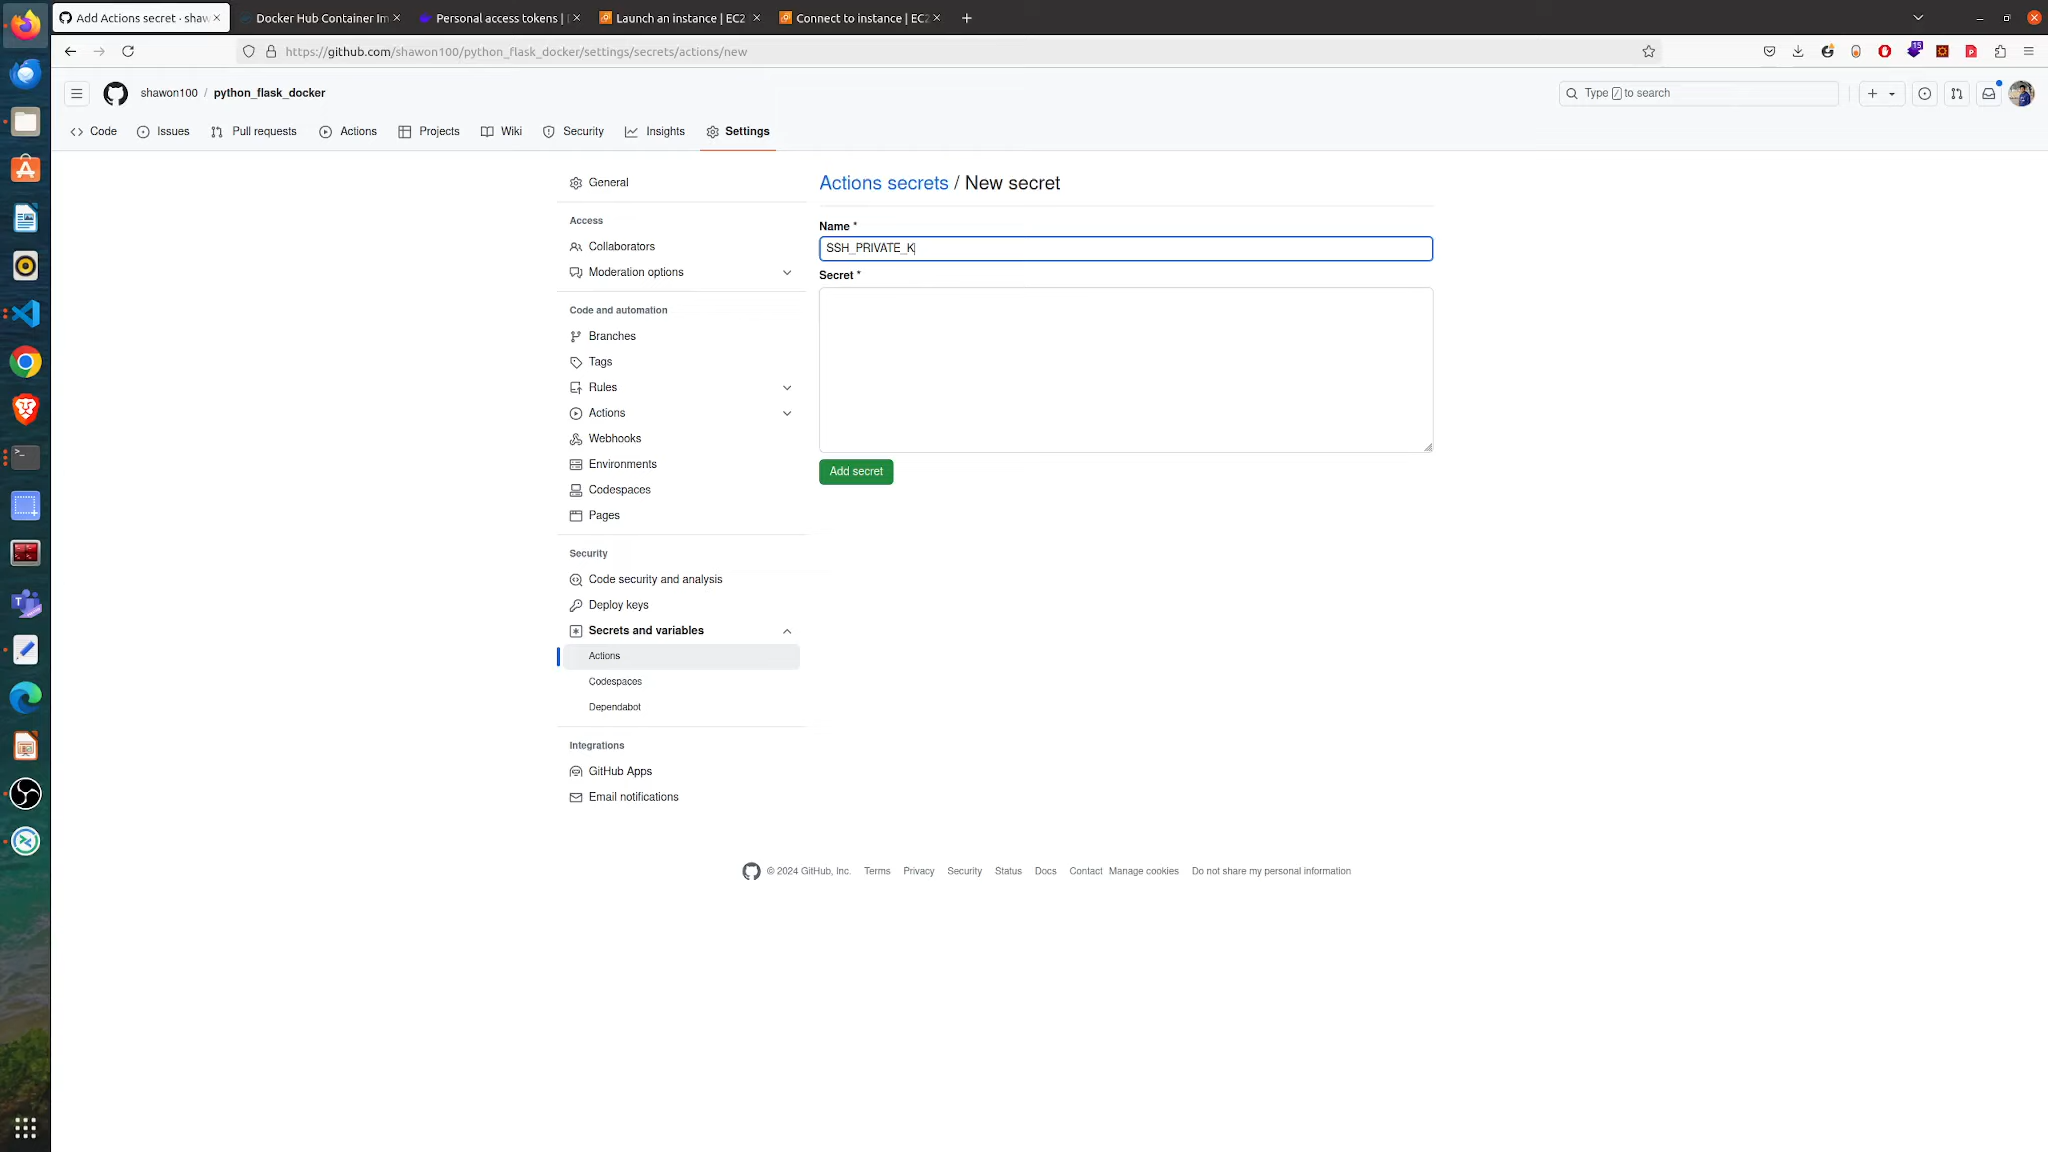 Add Actions secret · shaw
Docker Hub Container Im
Personal access tokens |
Launch an instance | EC2
Connect to instance | EC2
https://github.com/shawon100/python_flask_docker/settings/secrets/actions/new
15
shawon100 / python_flask_docker
Type / to search
Code
Issues
Pull requests
Actions
Projects
Wiki
Security
Insights
Settings
General
Access
Collaborators
Moderation options
Code and automation
Branches
Tags
Rules
Actions
Webhooks
Environments
Codespaces
Pages
Security
Code security and analysis
Deploy keys
Secrets and variables
Actions
Codespaces
Dependabot
Integrations
GitHub Apps
Email notifications
Actions secrets / New secret
Name *
SSH_PRIVATE_K
Secret *
Add secret
© 2024 GitHub, Inc.
Terms
Privacy
Security
Status
Docs
Contact
Manage cookies
Do not share my personal information